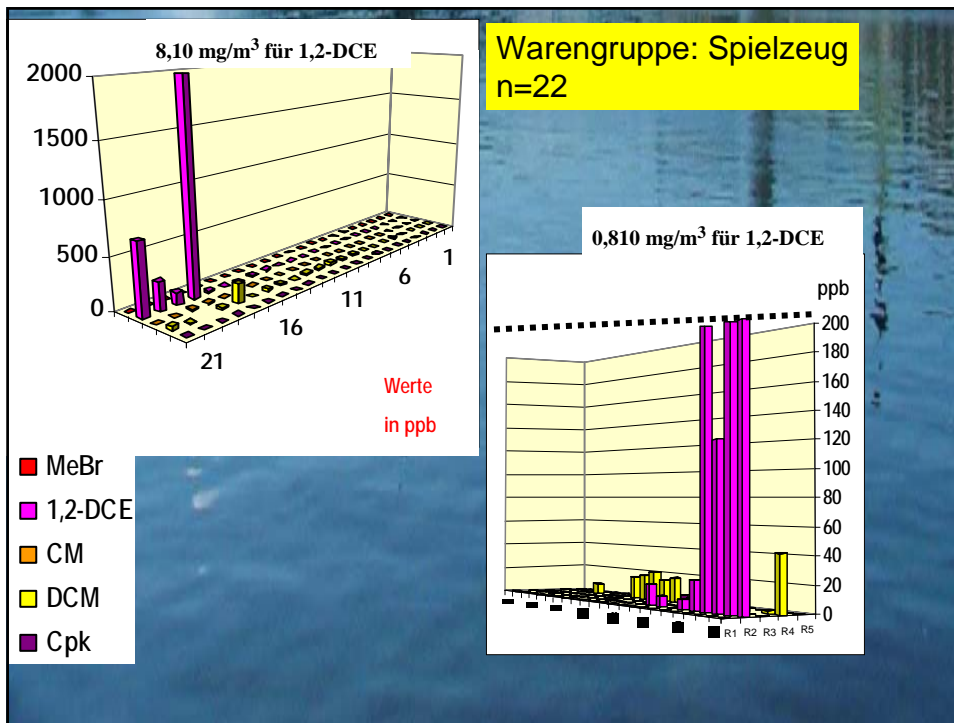 8,10 mg/m³ für 1,2-DCE
2000
1500
1000
500
0
21
16
11
6
1
Werte
in ppb
Warengruppe: Spielzeug
n=22
0,810 mg/m³ für 1,2-DCE
ppb
200
180
160
140
120
100
80
60
40
20
0
R1 R2 R3 R4 R5
MeBr
1,2-DCE
CM
DCM
Cpk